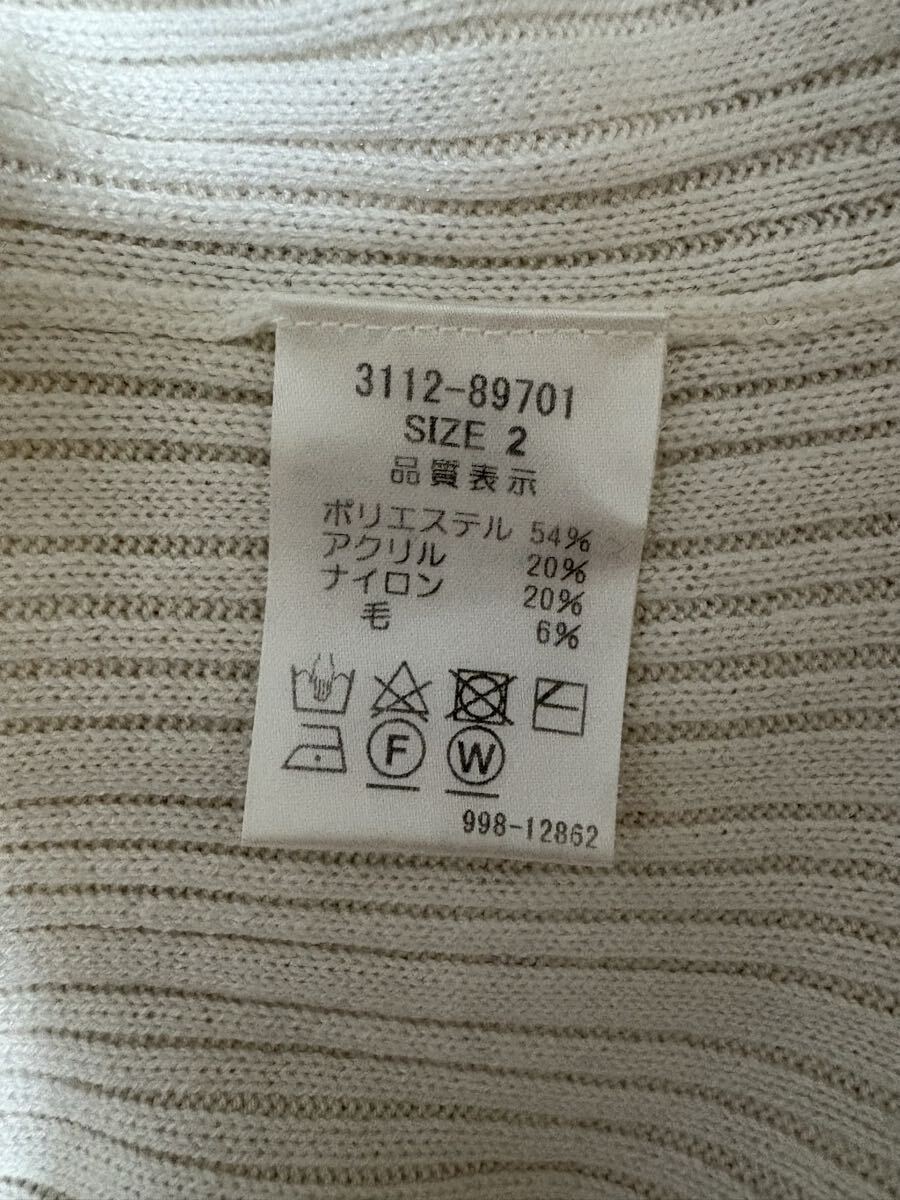 3112-89701
SIZE 2
品質表示
ポリエステル 54%
アクリル 20%
ナイロン 20%
毛 6%
F W
998-12862